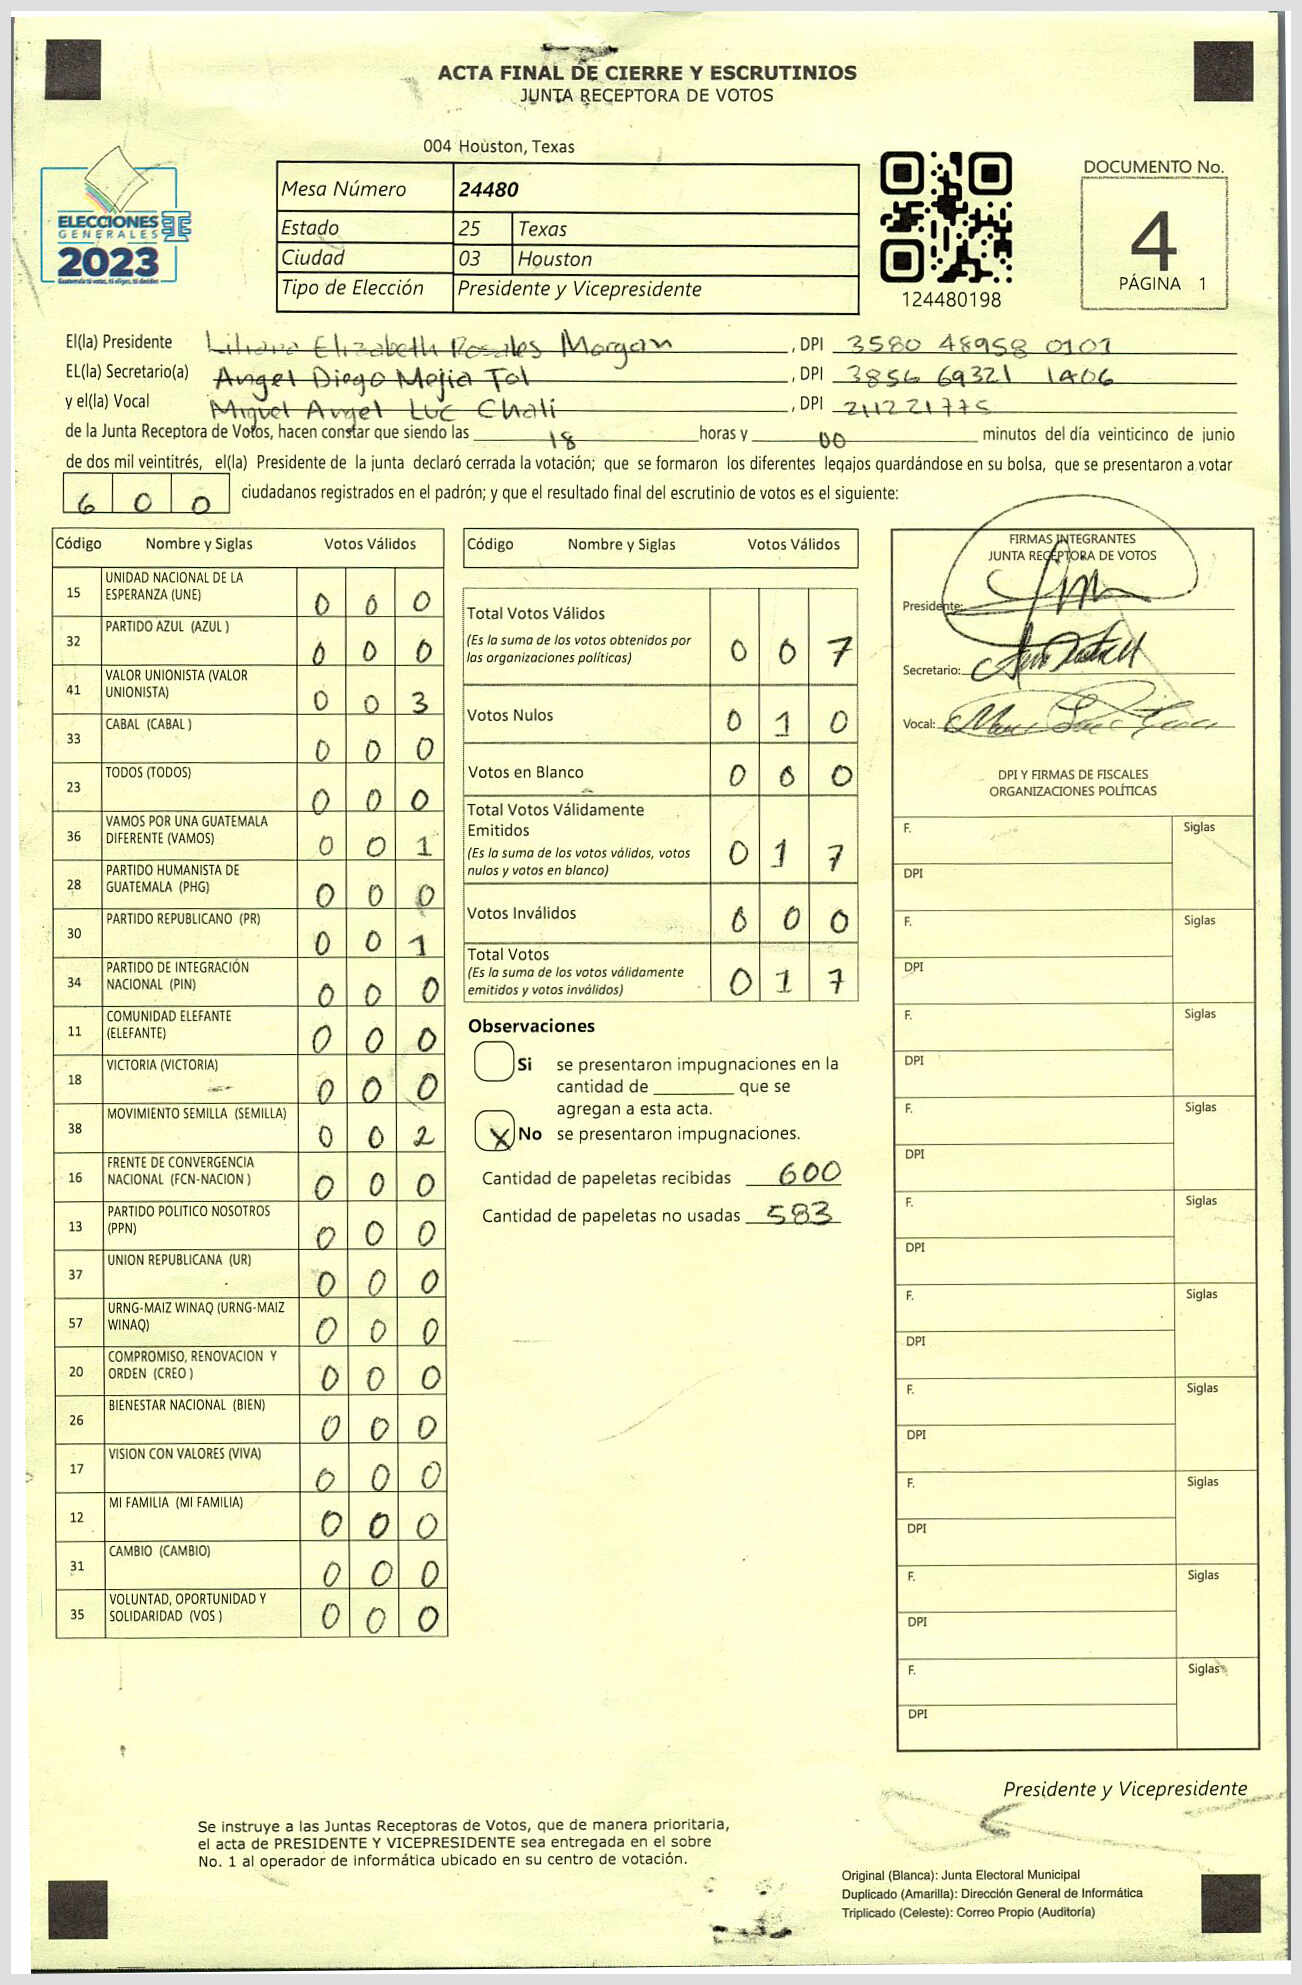 ACTA FINAL DE CIERRE Y ESCRUTINIOS
JUNTA RECEPTORA DE VOTOS
004 Houston, Texas
ELECCIONES
GENERALES
2023
Mesa Número 24480
Estado 25 Texas
Ciudad 03 Houston
Tipo de Elección Presidente y Vicepresidente
124480198
DOCUMENTO No.
4
PÁGINA 1
El(la) Presidente Liliana Elizabeth Rosales Morgan, DPI 3580 48958 0101
EL(la) Secretario(a) Angel Diego Mejia Tol, DPI 3856 69321 1406
y el(la) Vocal Miguel Angel Luc Chali, DPI 211221775
de la Junta Receptora de Votos, hacen constar que siendo las 18 horas y 00 minutos del día veinticinco de junio
de dos mil veintitrés, el(la) Presidente de la junta declaró cerrada la votación; que se formaron los diferentes legajos guardándose en su bolsa, que se presentaron a votar
6 0 0 ciudadanos registrados en el padrón; y que el resultado final del escrutinio de votos es el siguiente:
Código Nombre y Siglas Votos Válidos
15 UNIDAD NACIONAL DE LA ESPERANZA (UNE) 0 0 0
32 PARTIDO AZUL (AZUL ) 0 0 0
41 VALOR UNIONISTA (VALOR UNIONISTA) 0 0 3
33 CABAL (CABAL ) 0 0 0
23 TODOS (TODOS) 0 0 0
36 VAMOS POR UNA GUATEMALA DIFERENTE (VAMOS) 0 0 1
28 PARTIDO HUMANISTA DE GUATEMALA (PHG) 0 0 0
30 PARTIDO REPUBLICANO (PR) 0 0 1
34 PARTIDO DE INTEGRACIÓN NACIONAL (PIN) 0 0 0
11 COMUNIDAD ELEFANTE (ELEFANTE) 0 0 0
18 VICTORIA (VICTORIA) 0 0 0
38 MOVIMIENTO SEMILLA (SEMILLA) 0 0 2
16 FRENTE DE CONVERGENCIA NACIONAL (FCN-NACION ) 0 0 0
13 PARTIDO POLITICO NOSOTROS (PPN) 0 0 0
37 UNION REPUBLICANA (UR) 0 0 0
57 URNG-MAIZ WINAQ (URNG-MAIZ WINAQ) 0 0 0
20 COMPROMISO, RENOVACION Y ORDEN (CREO ) 0 0 0
26 BIENESTAR NACIONAL (BIEN) 0 0 0
17 VISION CON VALORES (VIVA) 0 0 0
12 MI FAMILIA (MI FAMILIA) 0 0 0
31 CAMBIO (CAMBIO) 0 0 0
35 VOLUNTAD, OPORTUNIDAD Y SOLIDARIDAD (VOS ) 0 0 0
Código Nombre y Siglas Votos Válidos
Total Votos Válidos
(Es la suma de los votos obtenidos por
las organizaciones políticas) 0 0 7
Votos Nulos 0 1 0
Votos en Blanco 0 0 0
Total Votos Válidamente
Emitidos
(Es la suma de los votos válidos, votos
nulos y votos en blanco) 0 1 7
Votos Inválidos 0 0 0
Total Votos
(Es la suma de los votos válidamente
emitidos y votos inválidos) 0 1 7
Observaciones
Si se presentaron impugnaciones en la
cantidad de ________ que se
agregan a esta acta.
X No se presentaron impugnaciones.
Cantidad de papeletas recibidas 600
Cantidad de papeletas no usadas 583
FIRMAS INTEGRANTES
JUNTA RECEPTORA DE VOTOS
Presidente:
Secretario:
Vocal:
DPI Y FIRMAS DE FISCALES
ORGANIZACIONES POLÍTICAS
F. Siglas
DPI
F. Siglas
DPI
F. Siglas
DPI
F. Siglas
DPI
F. Siglas
DPI
F. Siglas
DPI
F. Siglas
DPI
F. Siglas
DPI
F. Siglas
DPI
F. Siglas
DPI
Presidente y Vicepresidente
Se instruye a las Juntas Receptoras de Votos, que de manera prioritaria,
el acta de PRESIDENTE Y VICEPRESIDENTE sea entregada en el sobre
No. 1 al operador de informática ubicado en su centro de votación.
Original (Blanca): Junta Electoral Municipal
Duplicado (Amarilla): Dirección General de Informática
Triplicado (Celeste): Correo Propio (Auditoría)